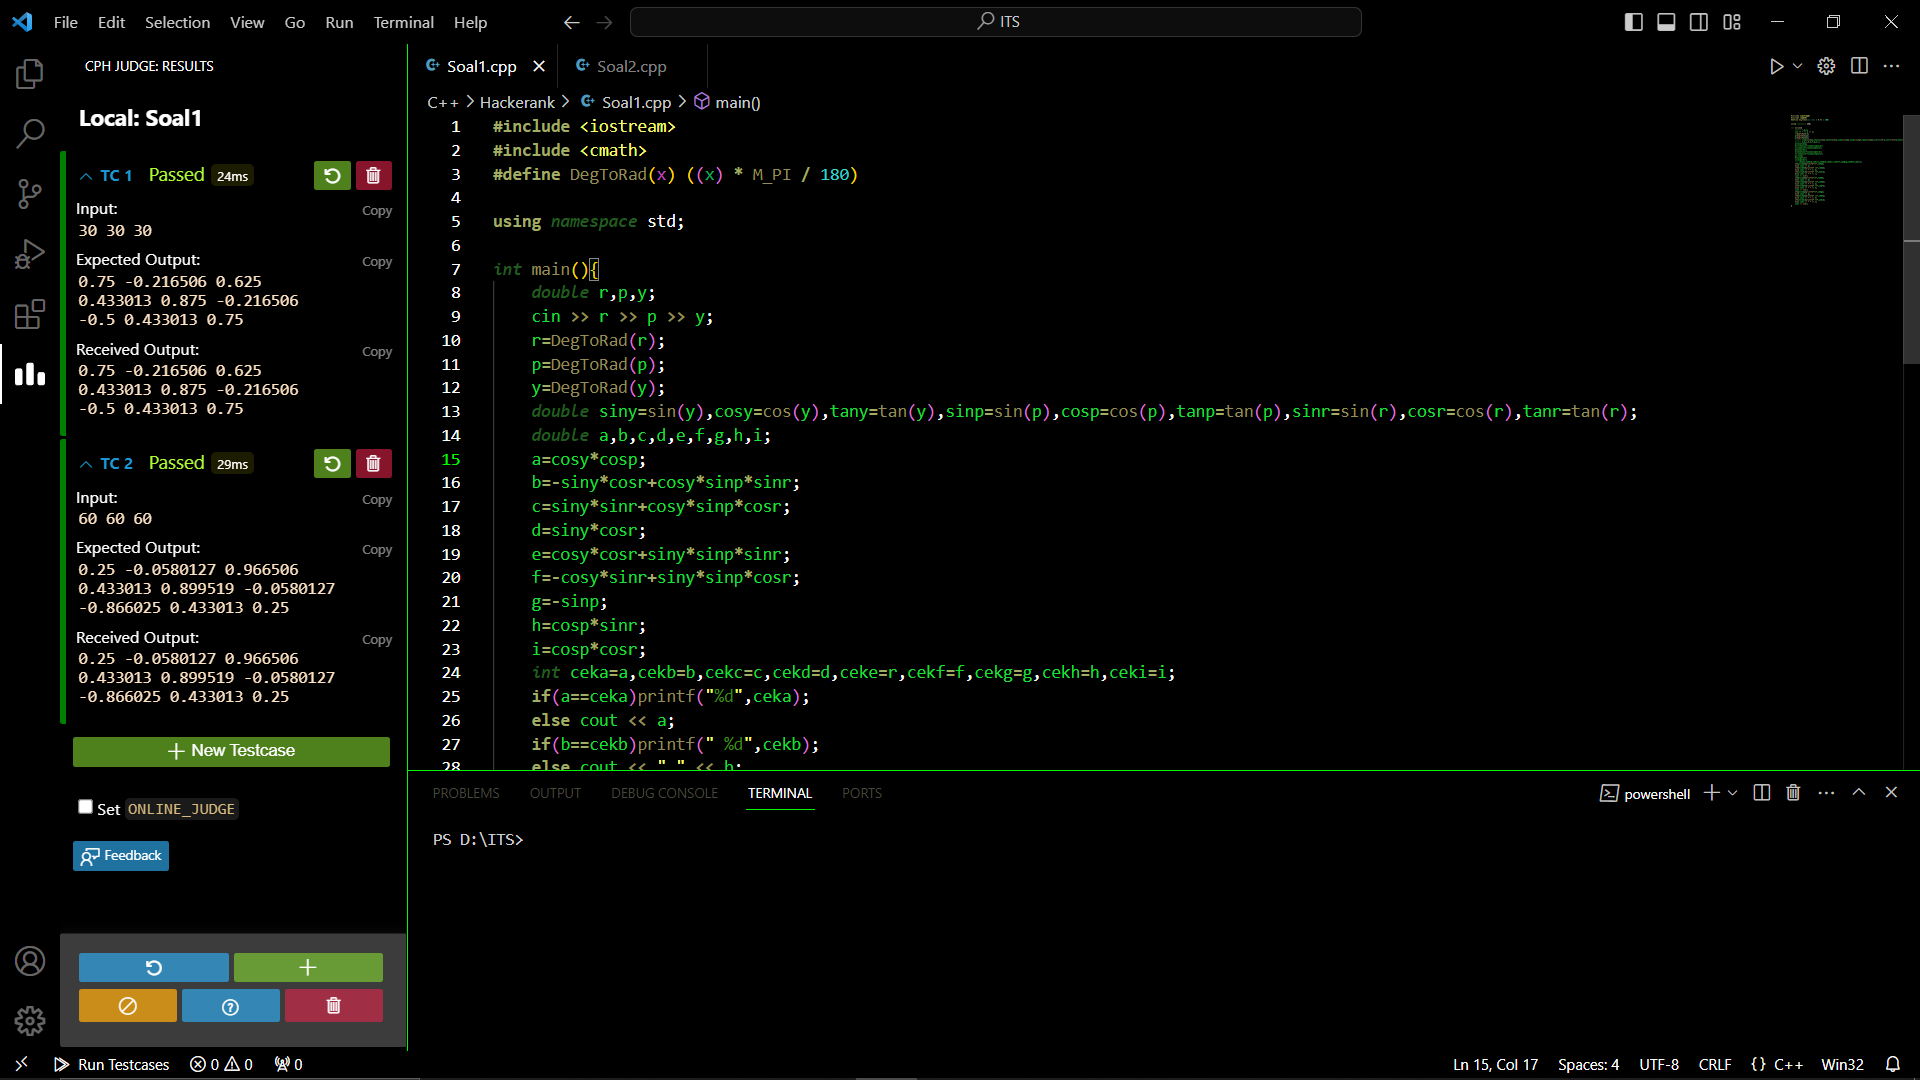 File Edit Selection View Go Run Terminal Help
ITS
CPH JUDGE: RESULTS
Local: Soal1
TC 1 Passed 24ms
Input:
Copy
30 30 30
Expected Output:
Copy
0.75 -0.216506 0.625
0.433013 0.875 -0.216506
-0.5 0.433013 0.75
Received Output:
Copy
0.75 -0.216506 0.625
0.433013 0.875 -0.216506
-0.5 0.433013 0.75
TC 2 Passed 29ms
Input:
Copy
60 60 60
Expected Output:
Copy
0.25 -0.0580127 0.966506
0.433013 0.899519 -0.0580127
-0.866025 0.433013 0.25
Received Output:
Copy
0.25 -0.0580127 0.966506
0.433013 0.899519 -0.0580127
-0.866025 0.433013 0.25
+ New Testcase
Set ONLINE_JUDGE
Feedback
Soal1.cpp Soal2.cpp
C++ > Hackerank > Soal1.cpp > main()
1 #include <iostream>
2 #include <cmath>
3 #define DegToRad(x) ((x) * M_PI / 180)
4
5 using namespace std;
6
7 int main(){
8 double r,p,y;
9 cin >> r >> p >> y;
10 r=DegToRad(r);
11 p=DegToRad(p);
12 y=DegToRad(y);
13 double siny=sin(y),cosy=cos(y),tany=tan(y),sinp=sin(p),cosp=cos(p),tanp=tan(p),sinr=sin(r),cosr=cos(r),tanr=tan(r);
14 double a,b,c,d,e,f,g,h,i;
15 a=cosy*cosp;
16 b=-siny*cosr+cosy*sinp*sinr;
17 c=siny*sinr+cosy*sinp*cosr;
18 d=siny*cosr;
19 e=cosy*cosr+siny*sinp*sinr;
20 f=-cosy*sinr+siny*sinp*cosr;
21 g=-sinp;
22 h=cosp*sinr;
23 i=cosp*cosr;
24 int ceka=a,cekb=b,cekc=c,cekd=d,ceke=r,cekf=f,cekg=g,cekh=h,ceki=i;
25 if(a==ceka)printf("%d",ceka);
26 else cout << a;
27 if(b==cekb)printf(" %d",cekb);
28 else cout << " " << b;
PROBLEMS OUTPUT DEBUG CONSOLE TERMINAL PORTS
powershell
PS D:\ITS>
Run Testcases 0 0 0
Ln 15, Col 17 Spaces: 4 UTF-8 CRLF {} C++ Win32